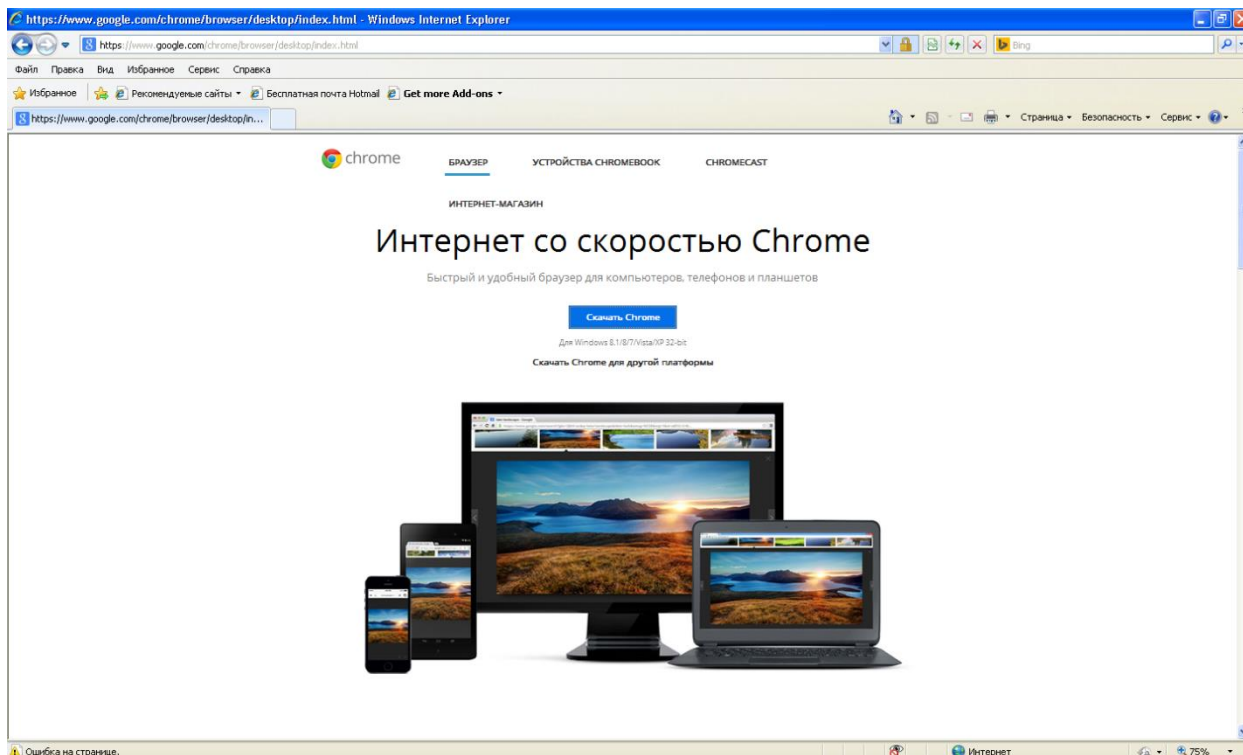 https://www.google.com/chrome/browser/desktop/index.html - Windows Internet Explorer
https://www.google.com/chrome/browser/desktop/index.html
Bing
Файл Правка Вид Избранное Сервис Справка
Избранное Рекомендуемые сайты Бесплатная почта Hotmail Get more Add-ons
https://www.google.com/chrome/browser/desktop/in...
Страница Безопасность Сервис
chrome БРАУЗЕР УСТРОЙСТВА CHROMEBOOK CHROMECAST
ИНТЕРНЕТ-МАГАЗИН
Интернет со скоростью Chrome
Быстрый и удобный браузер для компьютеров, телефонов и планшетов
Скачать Chrome
Для Windows 8.1/8/7/Vista/XP 32-bit
Скачать Chrome для другой платформы
Ошибка на странице. Интернет 75%